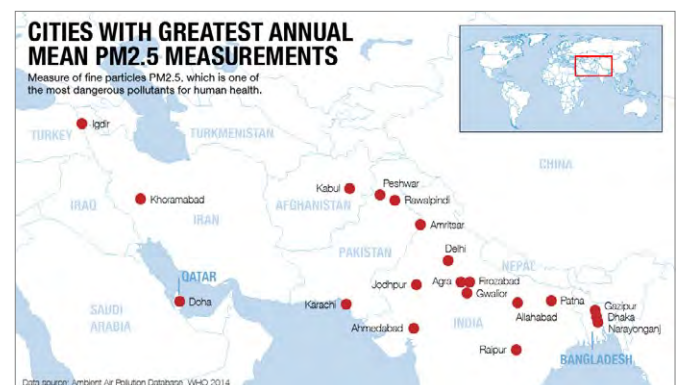 CITIES WITH GREATEST ANNUAL
MEAN PM2.5 MEASUREMENTS
Measure of fine particles PM2.5, which is one of
the most dangerous pollutants for human health.
Igdir
TURKEY
TURKMENISTAN
CHINA
Kabul
Peshwar
Rawalpindi
AFGHANISTAN
IRAQ
Khoramabad
IRAN
Amritsar
PAKISTAN
Delhi
NEPAL
QATAR
Jodhpur
Agra
Firozabad
Gwalior
Doha
Karachi
Patna
Allahabad
Gazipur
Dhaka
Narayonganj
SAUDI
ARABIA
Ahmedabad
INDIA
Raipur
BANGLADESH
Data source: Ambient Air Pollution Database, WHO 2014